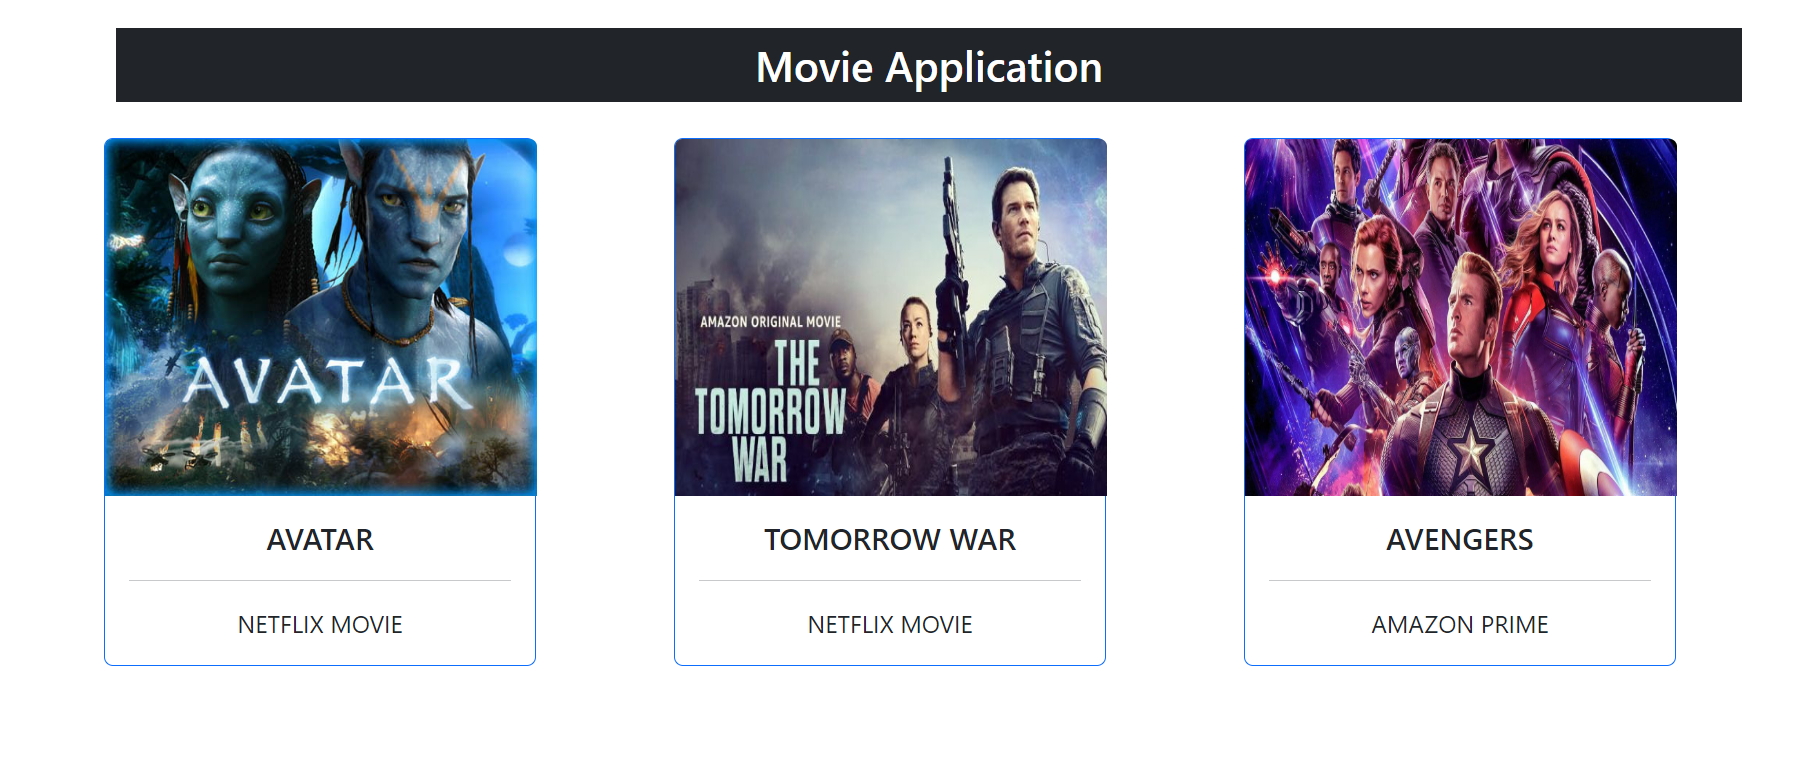 Movie Application
AVATAR
AMAZON ORIGINAL MOVIE
THE
TOMORROW
WAR
AVATAR
TOMORROW WAR
AVENGERS
NETFLIX MOVIE
NETFLIX MOVIE
AMAZON PRIME